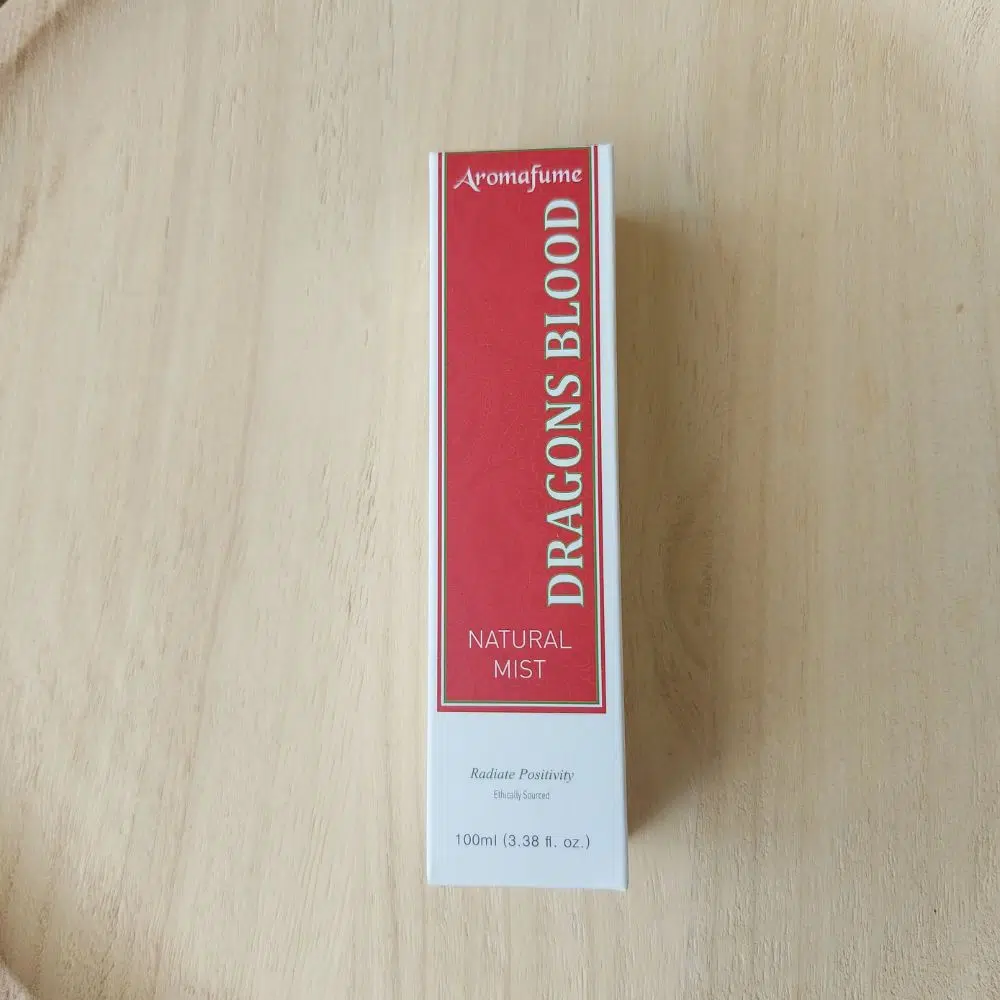 Aromafume
DRAGONS BLOOD
NATURAL
MIST
Radiate Positivity
Ethically Sourced
100ml (3.38 fl. oz.)